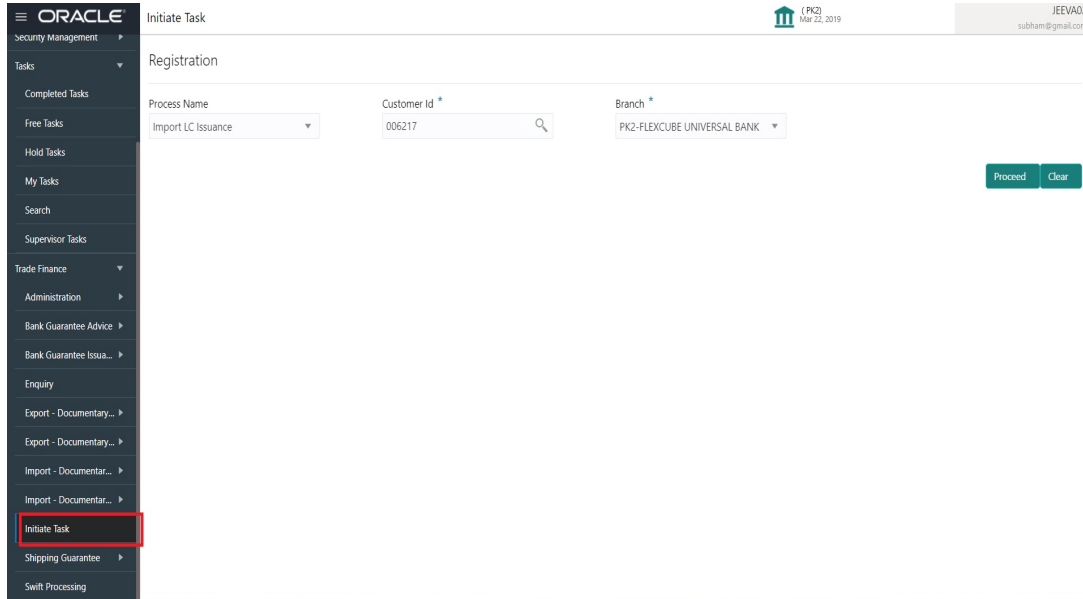 ORACLE
Initiate Task
( PK2)
Mar 22, 2019
JEEVA0
subham@gmail.com
Security Management
Tasks
Completed Tasks
Free Tasks
Hold Tasks
My Tasks
Search
Supervisor Tasks
Trade Finance
Administration
Bank Guarantee Advice
Bank Guarantee Issua...
Enquiry
Export - Documentary...
Export - Documentary...
Import - Documentar...
Import - Documentar...
Initiate Task
Shipping Guarantee
Swift Processing
Registration
Process Name
Customer Id *
Branch *
Import LC Issuance
006217
PK2-FLEXCUBE UNIVERSAL BANK
Proceed
Clear